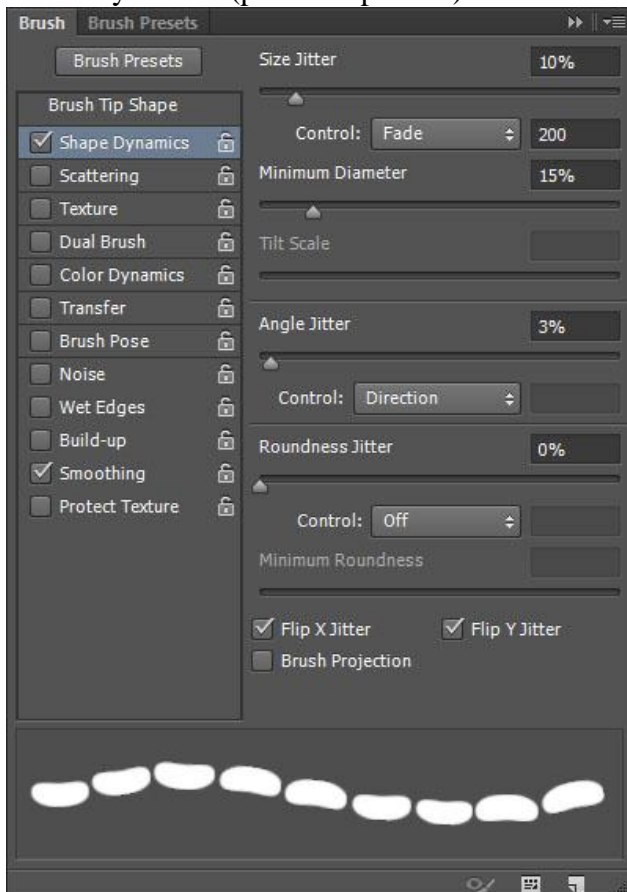 Brush Brush Presets
Brush Presets
Brush Tip Shape
Shape Dynamics
Scattering
Texture
Dual Brush
Color Dynamics
Transfer
Brush Pose
Noise
Wet Edges
Build-up
Smoothing
Protect Texture
Size Jitter 10%
Control: Fade 200
Minimum Diameter 15%
Tilt Scale
Angle Jitter 3%
Control: Direction
Roundness Jitter 0%
Control: Off
Minimum Roundness
Flip X Jitter Flip Y Jitter
Brush Projection